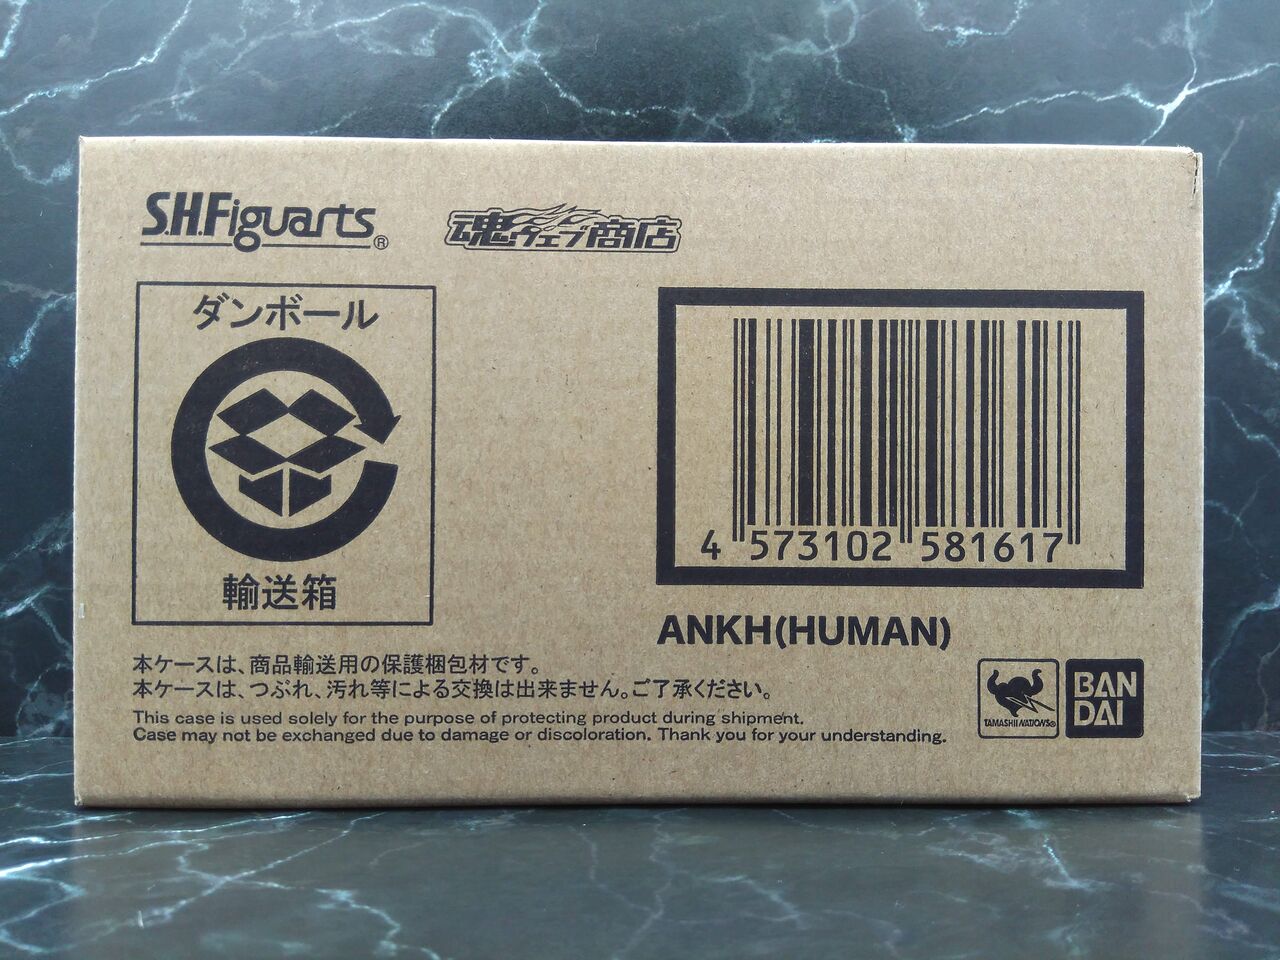 S.H.Figuarts®
魂ウェブ商店
ダンボール
輸送箱
4 573102 581617
ANKH(HUMAN)
本ケースは、商品輸送用の保護梱包材です。
本ケースは、つぶれ、汚れ等による交換は出来ません。ご了承ください。
This case is used solely for the purpose of protecting product during shipment.
Case may not be exchanged due to damage or discoloration. Thank you for your understanding.
TAMASHII NATIONS®
BAN
DAI